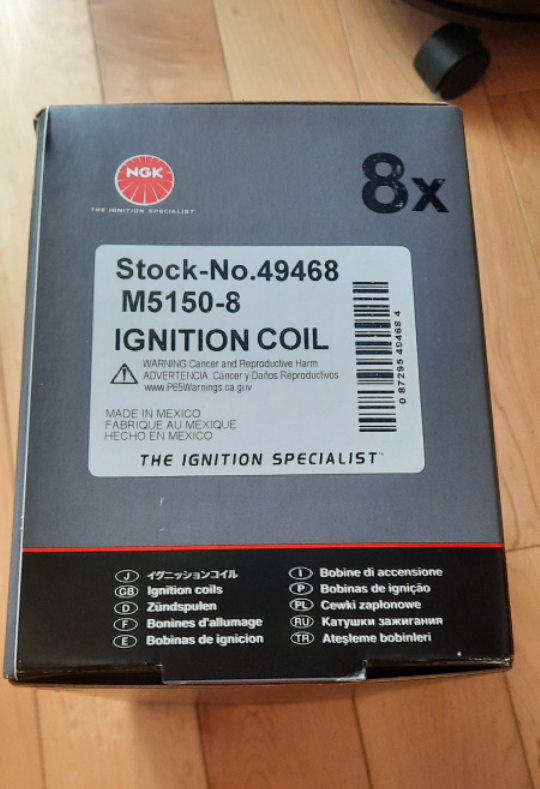 NGK
THE IGNITION SPECIALIST
8x
Stock-No.49468
M5150-8
IGNITION COIL
WARNING Cancer and Reproductive Harm
ADVERTENCIA Cancer y Daños Reproductivos
www.P65Warnings.ca.gov
MADE IN MEXICO
FABRIQUE AU MEXIQUE
HECHO EN MEXICO
0 87295 49468 4
THE IGNITION SPECIALIST™
J イグニッションコイル
GB Ignition coils
D Zündspulen
F Bonines d'allumage
E Bobinas de ignicion
I Bobine di accensione
P Bobinas de ignição
PL Cewki zapłonowe
RU Катушки зажигания
TR Ateşleme bobinleri